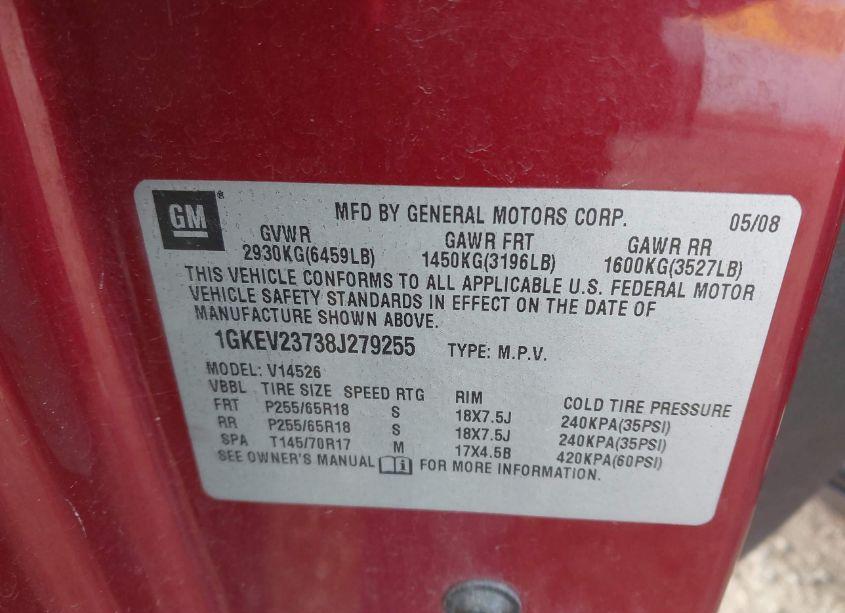 GM®
MFD BY GENERAL MOTORS CORP. 05/08
GVWR GAWR FRT GAWR RR
2930KG(6459LB) 1450KG(3196LB) 1600KG(3527LB)
THIS VEHICLE CONFORMS TO ALL APPLICABLE U.S. FEDERAL MOTOR
VEHICLE SAFETY STANDARDS IN EFFECT ON THE DATE OF
MANUFACTURE SHOWN ABOVE.
1GKEV23738J279255 TYPE: M.P.V.
MODEL: V14526
VBBL TIRE SIZE SPEED RTG RIM COLD TIRE PRESSURE
FRT P255/65R18 S 18X7.5J 240KPA(35PSI)
RR P255/65R18 S 18X7.5J 240KPA(35PSI)
SPA T145/70R17 M 17X4.5B 420KPA(60PSI)
SEE OWNER'S MANUAL FOR MORE INFORMATION.